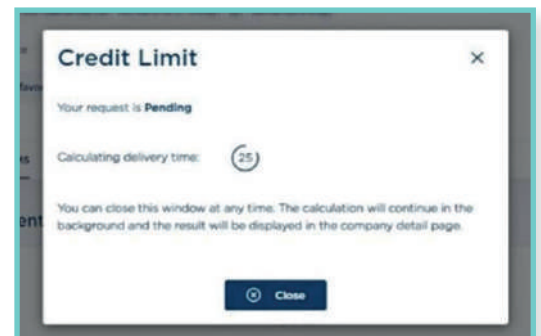 Credit Limit
Your request is Pending
Calculating delivery time: 25
You can close this window at any time. The calculation will continue in the
background and the result will be displayed in the company detail page.
Close